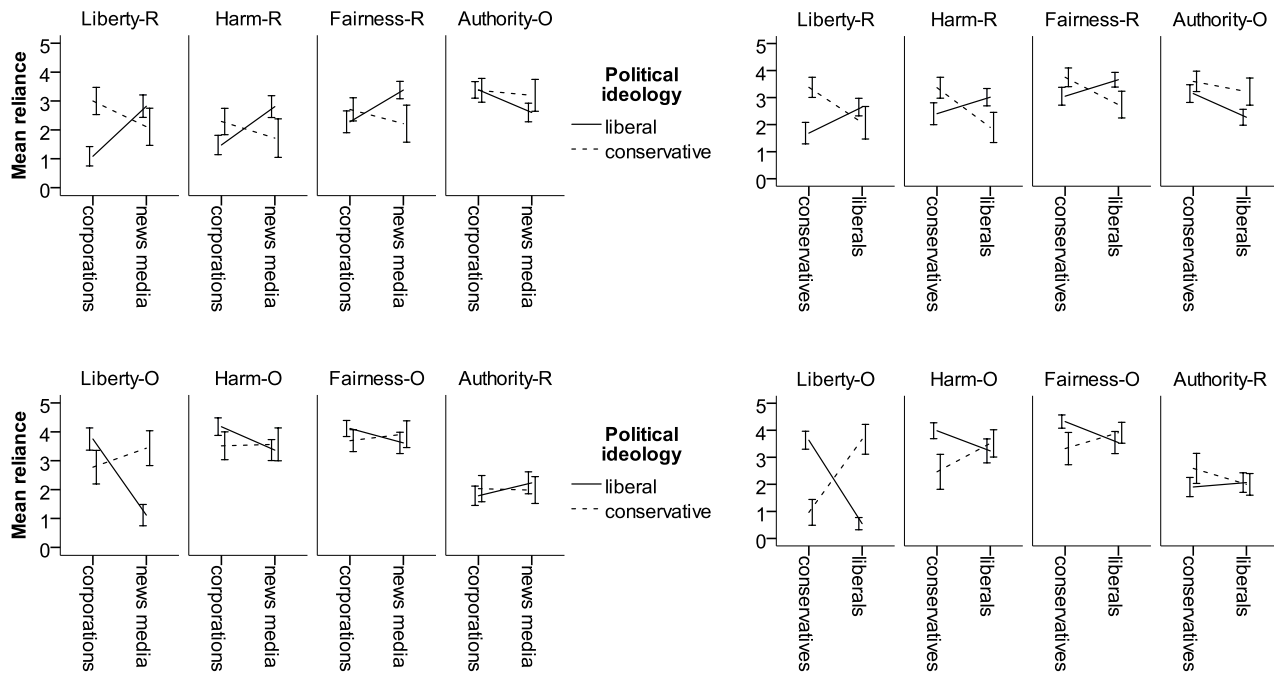 Liberty-R Harm-R Fairness-R Authority-O
Mean reliance
5
4
3
2
1
0
corporations
news media
corporations
news media
corporations
news media
corporations
news media
Political
ideology
liberal
conservative
Liberty-R Harm-R Fairness-R Authority-O
5
4
3
2
1
0
conservatives
liberals
conservatives
liberals
conservatives
liberals
conservatives
liberals
Liberty-O Harm-O Fairness-O Authority-R
Mean reliance
5
4
3
2
1
0
corporations
news media
corporations
news media
corporations
news media
corporations
news media
Political
ideology
liberal
conservative
Liberty-O Harm-O Fairness-O Authority-R
5
4
3
2
1
0
conservatives
liberals
conservatives
liberals
conservatives
liberals
conservatives
liberals